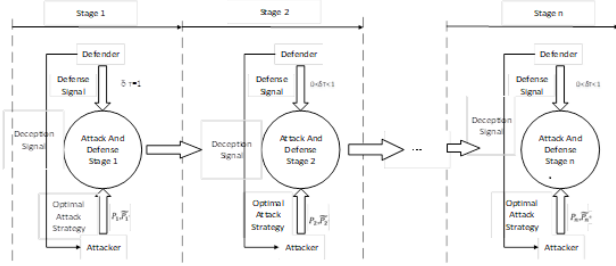 Stage 1
Stage 2
Stage n
Defender
Defender
Defender
Defense
Signal
δ τ=1
Defense
Signal
0<δτ<1
Defense
Signal
0<δτ<1
Deception
Signal
Attack And
Defense
Stage 1
Deception
Signal
Attack And
Defense
Stage 2
...
Deception
Signal
Attack And
Defense
Stage n
Optimal
Attack
Strategy
Optimal
Attack
Strategy
Optimal
Attack
Strategy
Attacker
Attacker
Attacker